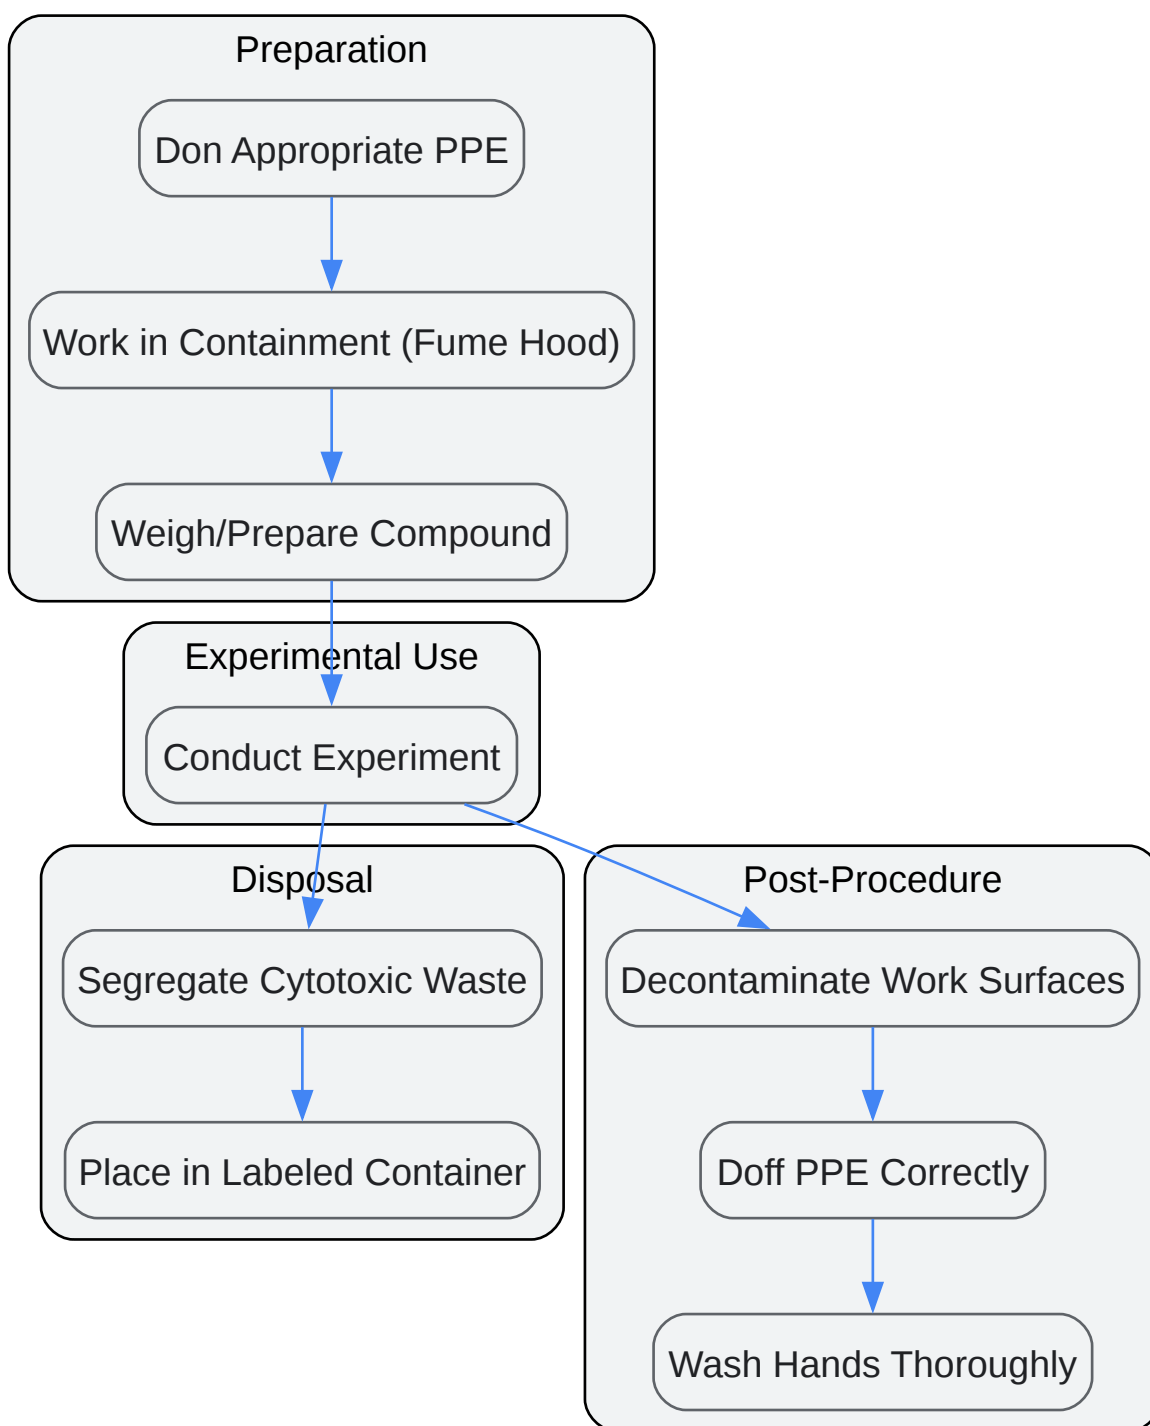 Preparation
Don Appropriate PPE
Work in Containment (Fume Hood)
Weigh/Prepare Compound
Experimental Use
Conduct Experiment
Disposal
Segregate Cytotoxic Waste
Place in Labeled Container
Post-Procedure
Decontaminate Work Surfaces
Doff PPE Correctly
Wash Hands Thoroughly